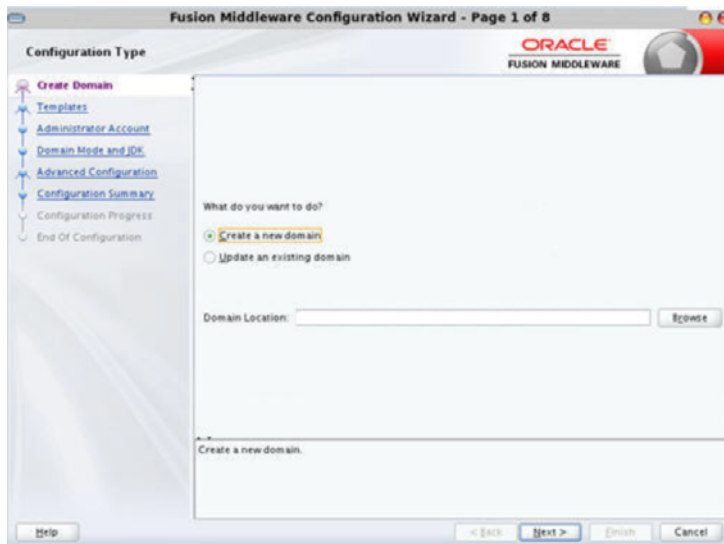 Fusion Middleware Configuration Wizard - Page 1 of 8
Configuration Type
ORACLE
FUSION MIDDLEWARE
Create Domain
Templates
Administrator Account
Domain Mode and JDK
Advanced Configuration
Configuration Summary
Configuration Progress
End Of Configuration
What do you want to do?
Create a new domain
Update an existing domain
Domain Location:
Browse
Create a new domain.
Help
< Back
Next >
Finish
Cancel